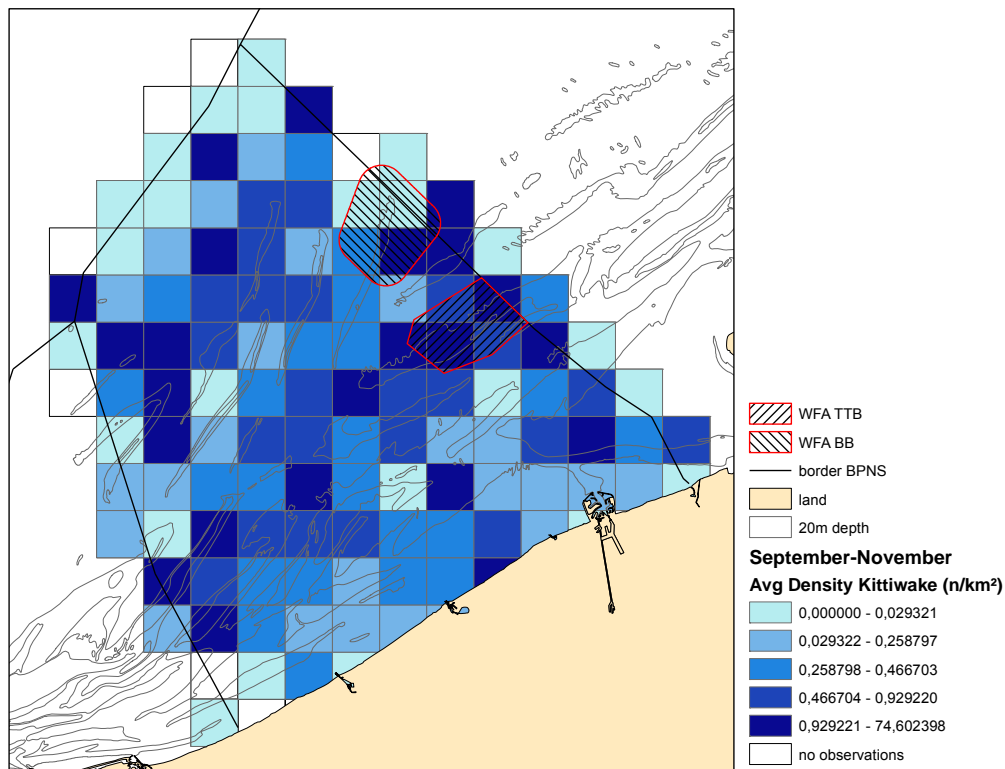 WFA TTB
WFA BB
border BPNS
land
20m depth
September-November
Avg Density Kittiwake (n/km²)
0,000000 - 0,029321
0,029322 - 0,258797
0,258798 - 0,466703
0,466704 - 0,929220
0,929221 - 74,602398
no observations